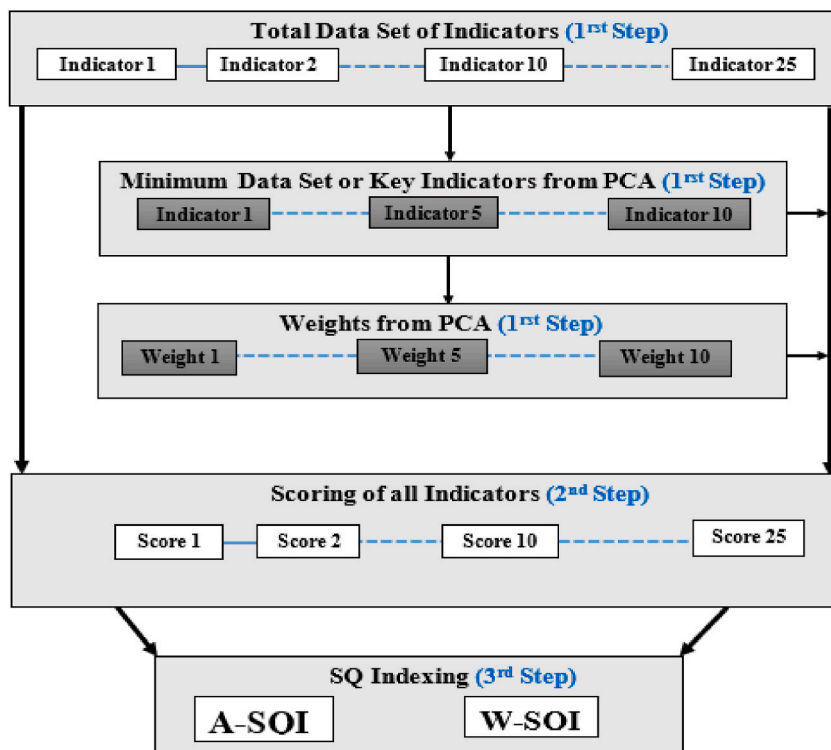 Total Data Set of Indicators (1rst Step)
Indicator 1 Indicator 2 Indicator 10 Indicator 25
Minimum Data Set or Key Indicators from PCA (1rst Step)
Indicator 1 Indicator 5 Indicator 10
Weights from PCA (1rst Step)
Weight 1 Weight 5 Weight 10
Scoring of all Indicators (2nd Step)
Score 1 Score 2 Score 10 Score 25
SQ Indexing (3rd Step)
A-SQI W-SQI